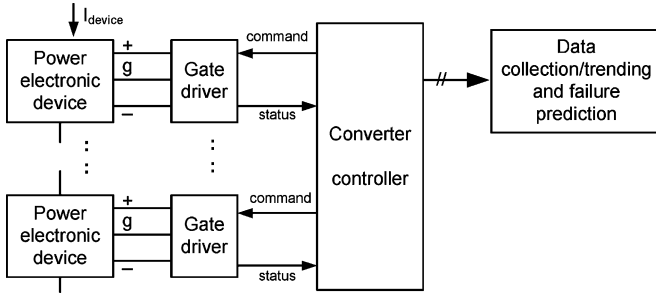 I device
Power
electronic
device
+
g
−
Gate
driver
command
status
Converter
controller
//
Data
collection/trending
and failure
prediction
Power
electronic
device
+
g
−
Gate
driver
command
status